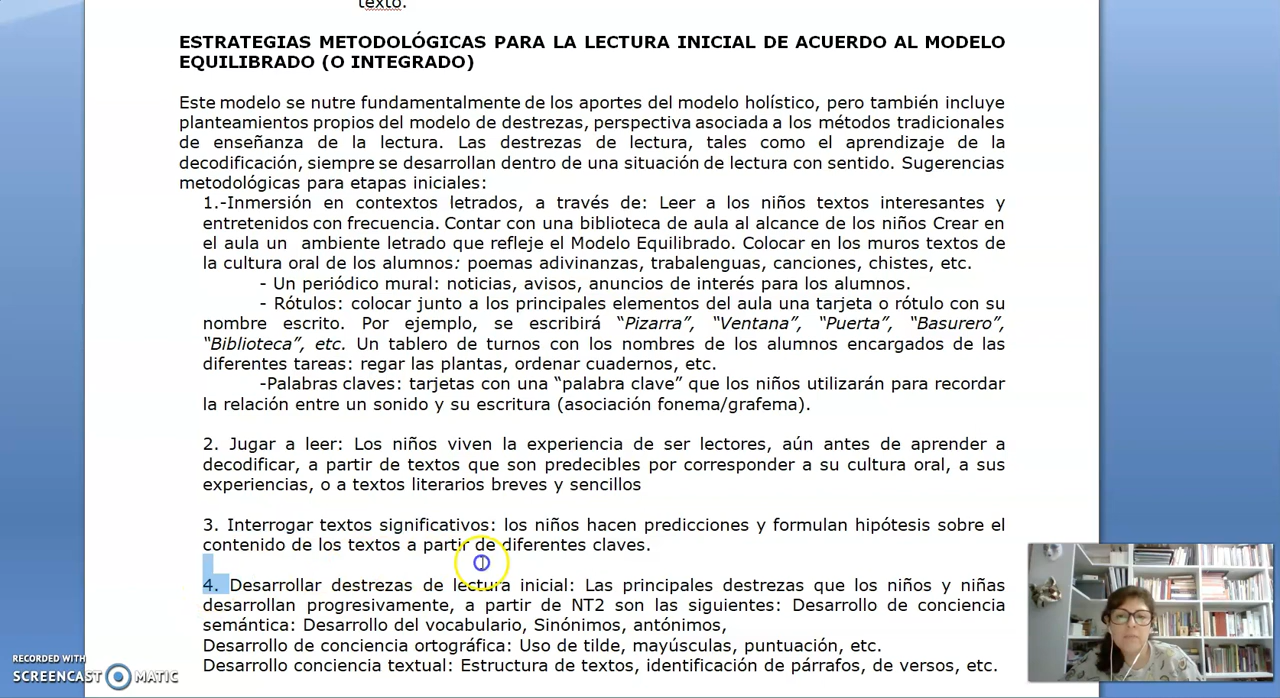 texto.
ESTRATEGIAS METODOLÓGICAS PARA LA LECTURA INICIAL DE ACUERDO AL MODELO
EQUILIBRADO (O INTEGRADO)
Este modelo se nutre fundamentalmente de los aportes del modelo holístico, pero también incluye
planteamientos propios del modelo de destrezas, perspectiva asociada a los métodos tradicionales
de enseñanza de la lectura. Las destrezas de lectura, tales como el aprendizaje de la
decodificación, siempre se desarrollan dentro de una situación de lectura con sentido. Sugerencias
metodológicas para etapas iniciales:
1.-Inmersión en contextos letrados, a través de: Leer a los niños textos interesantes y
entretenidos con frecuencia. Contar con una biblioteca de aula al alcance de los niños Crear en
el aula un ambiente letrado que refleje el Modelo Equilibrado. Colocar en los muros textos de
la cultura oral de los alumnos: poemas adivinanzas, trabalenguas, canciones, chistes, etc.
- Un periódico mural: noticias, avisos, anuncios de interés para los alumnos.
- Rótulos: colocar junto a los principales elementos del aula una tarjeta o rótulo con su
nombre escrito. Por ejemplo, se escribirá “Pizarra”, “Ventana”, “Puerta”, “Basurero”,
“Biblioteca”, etc. Un tablero de turnos con los nombres de los alumnos encargados de las
diferentes tareas: regar las plantas, ordenar cuadernos, etc.
-Palabras claves: tarjetas con una “palabra clave” que los niños utilizarán para recordar
la relación entre un sonido y su escritura (asociación fonema/grafema).
2. Jugar a leer: Los niños viven la experiencia de ser lectores, aún antes de aprender a
decodificar, a partir de textos que son predecibles por corresponder a su cultura oral, a sus
experiencias, o a textos literarios breves y sencillos
3. Interrogar textos significativos: los niños hacen predicciones y formulan hipótesis sobre el
contenido de los textos a partir de diferentes claves.
4. Desarrollar destrezas de lectura inicial: Las principales destrezas que los niños y niñas
desarrollan progresivamente, a partir de NT2 son las siguientes: Desarrollo de conciencia
semántica: Desarrollo del vocabulario, Sinónimos, antónimos,
Desarrollo de conciencia ortográfica: Uso de tilde, mayúsculas, puntuación, etc.
Desarrollo conciencia textual: Estructura de textos, identificación de párrafos, de versos, etc.
RECORDED WITH
SCREENCAST MATIC